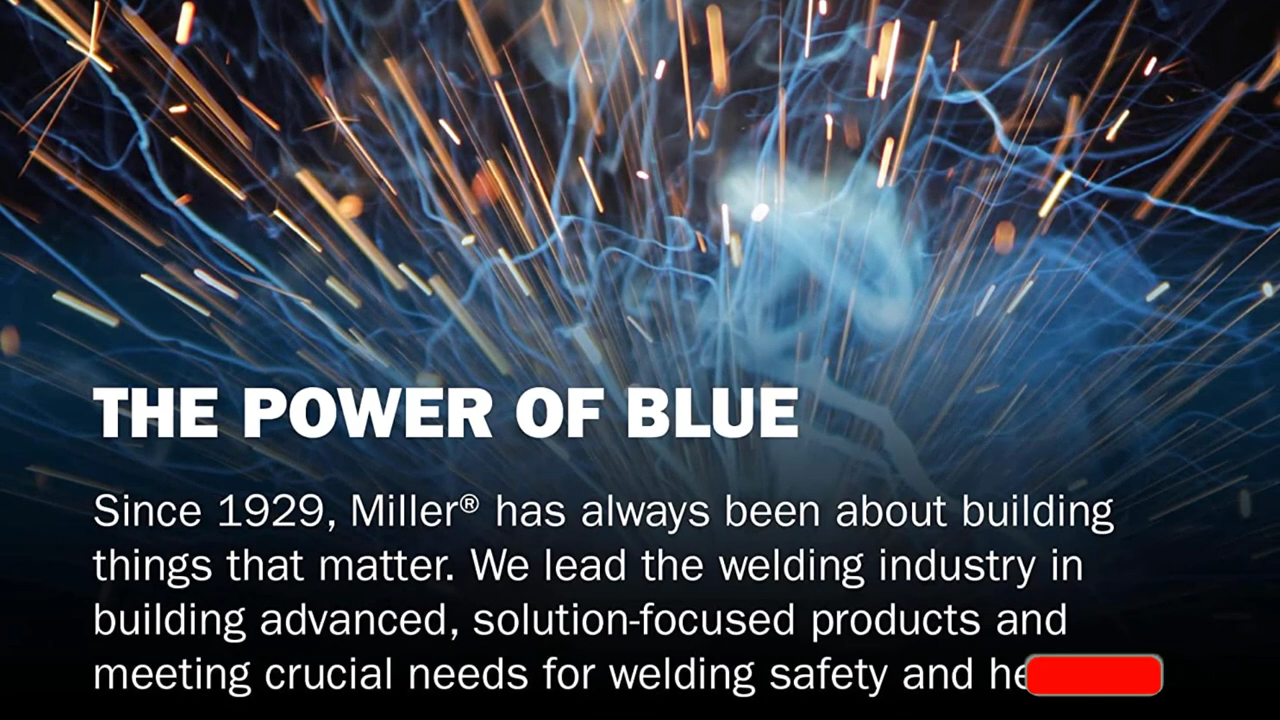 THE POWER OF BLUE
Since 1929, Miller® has always been about building
things that matter. We lead the welding industry in
building advanced, solution-focused products and
meeting crucial needs for welding safety and